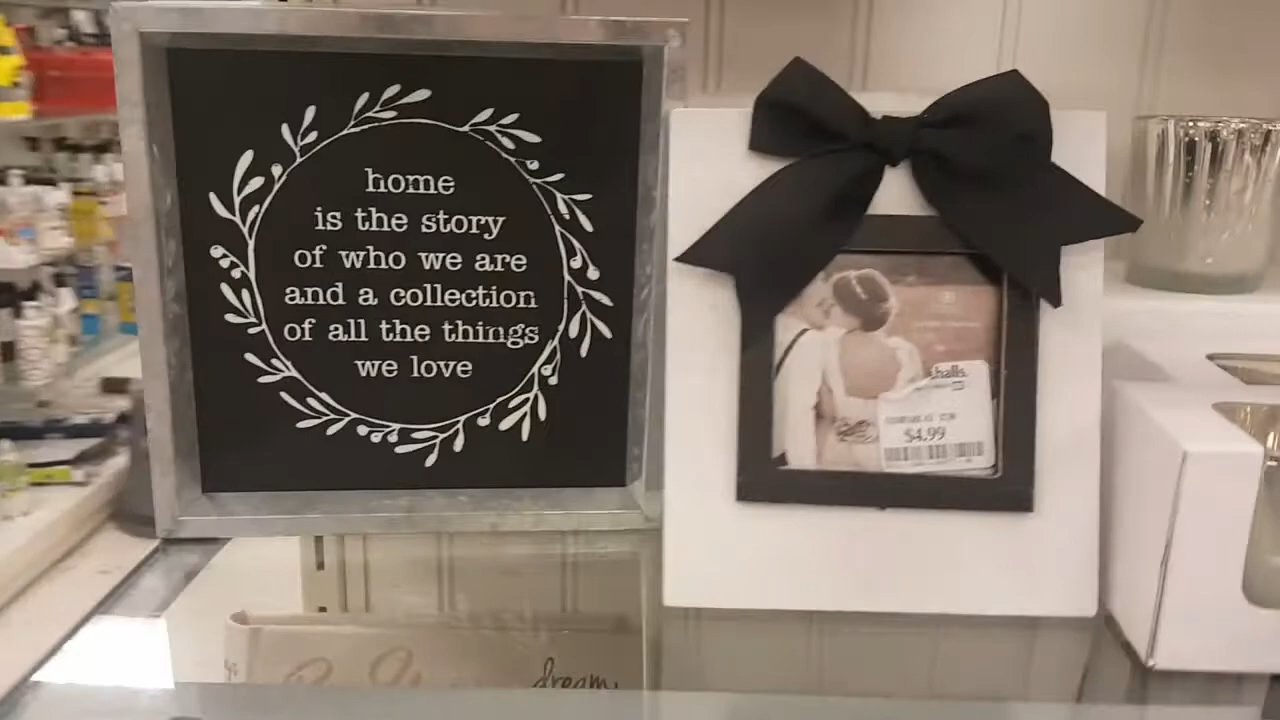 home
is the story
of who we are
and a collection
of all the things
we love
$4.99
dream